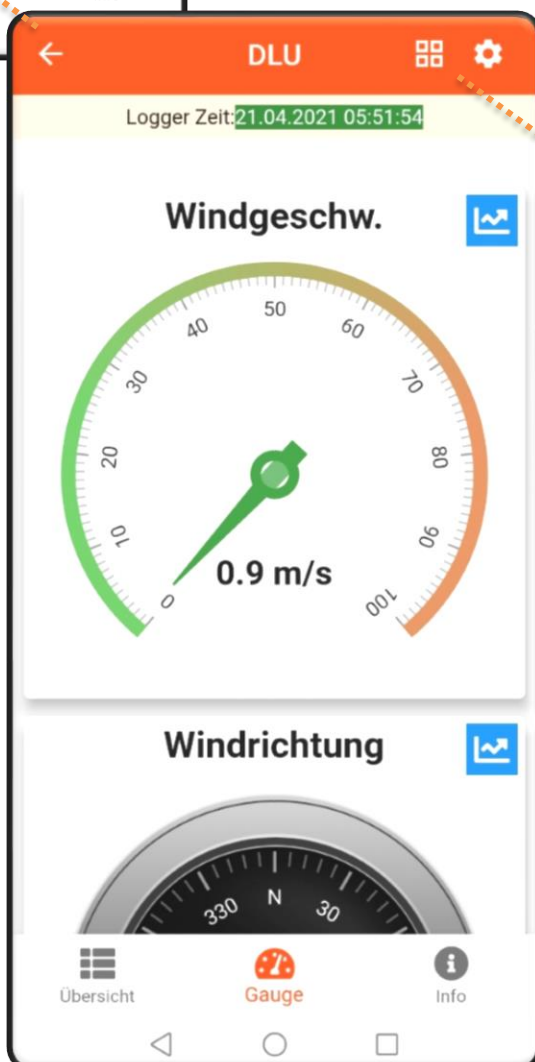 DLU
Logger Zeit:21.04.2021 05:51:54
Windgeschw.
0
10
20
30
40
50
60
70
80
90
100
0.9 m/s
Windrichtung
330
N
30
Übersicht
Gauge
Info